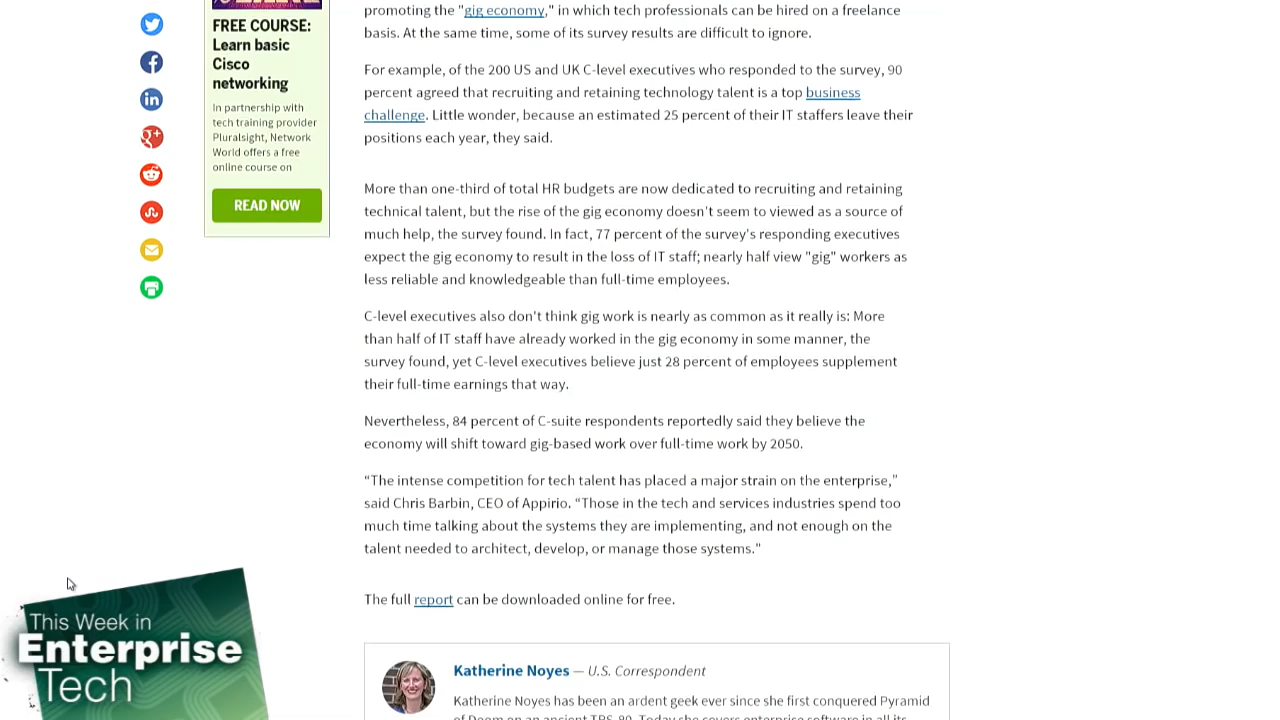 FREE COURSE:
Learn basic
Cisco
networking
In partnership with
tech training provider
Pluralsight, Network
World offers a free
online course on
READ NOW
promoting the "gig economy," in which tech professionals can be hired on a freelance
basis. At the same time, some of its survey results are difficult to ignore.
For example, of the 200 US and UK C-level executives who responded to the survey, 90
percent agreed that recruiting and retaining technology talent is a top business
challenge. Little wonder, because an estimated 25 percent of their IT staffers leave their
positions each year, they said.
More than one-third of total HR budgets are now dedicated to recruiting and retaining
technical talent, but the rise of the gig economy doesn't seem to viewed as a source of
much help, the survey found. In fact, 77 percent of the survey's responding executives
expect the gig economy to result in the loss of IT staff; nearly half view "gig" workers as
less reliable and knowledgeable than full-time employees.
C-level executives also don't think gig work is nearly as common as it really is: More
than half of IT staff have already worked in the gig economy in some manner, the
survey found, yet C-level executives believe just 28 percent of employees supplement
their full-time earnings that way.
Nevertheless, 84 percent of C-suite respondents reportedly said they believe the
economy will shift toward gig-based work over full-time work by 2050.
“The intense competition for tech talent has placed a major strain on the enterprise,”
said Chris Barbin, CEO of Appirio. “Those in the tech and services industries spend too
much time talking about the systems they are implementing, and not enough on the
talent needed to architect, develop, or manage those systems."
The full report can be downloaded online for free.
Katherine Noyes — U.S. Correspondent
Katherine Noyes has been an ardent geek ever since she first conquered Pyramid
of Doom on an ancient TRS-80. Today she covers enterprise software in all its
This Week in
Enterprise
Tech